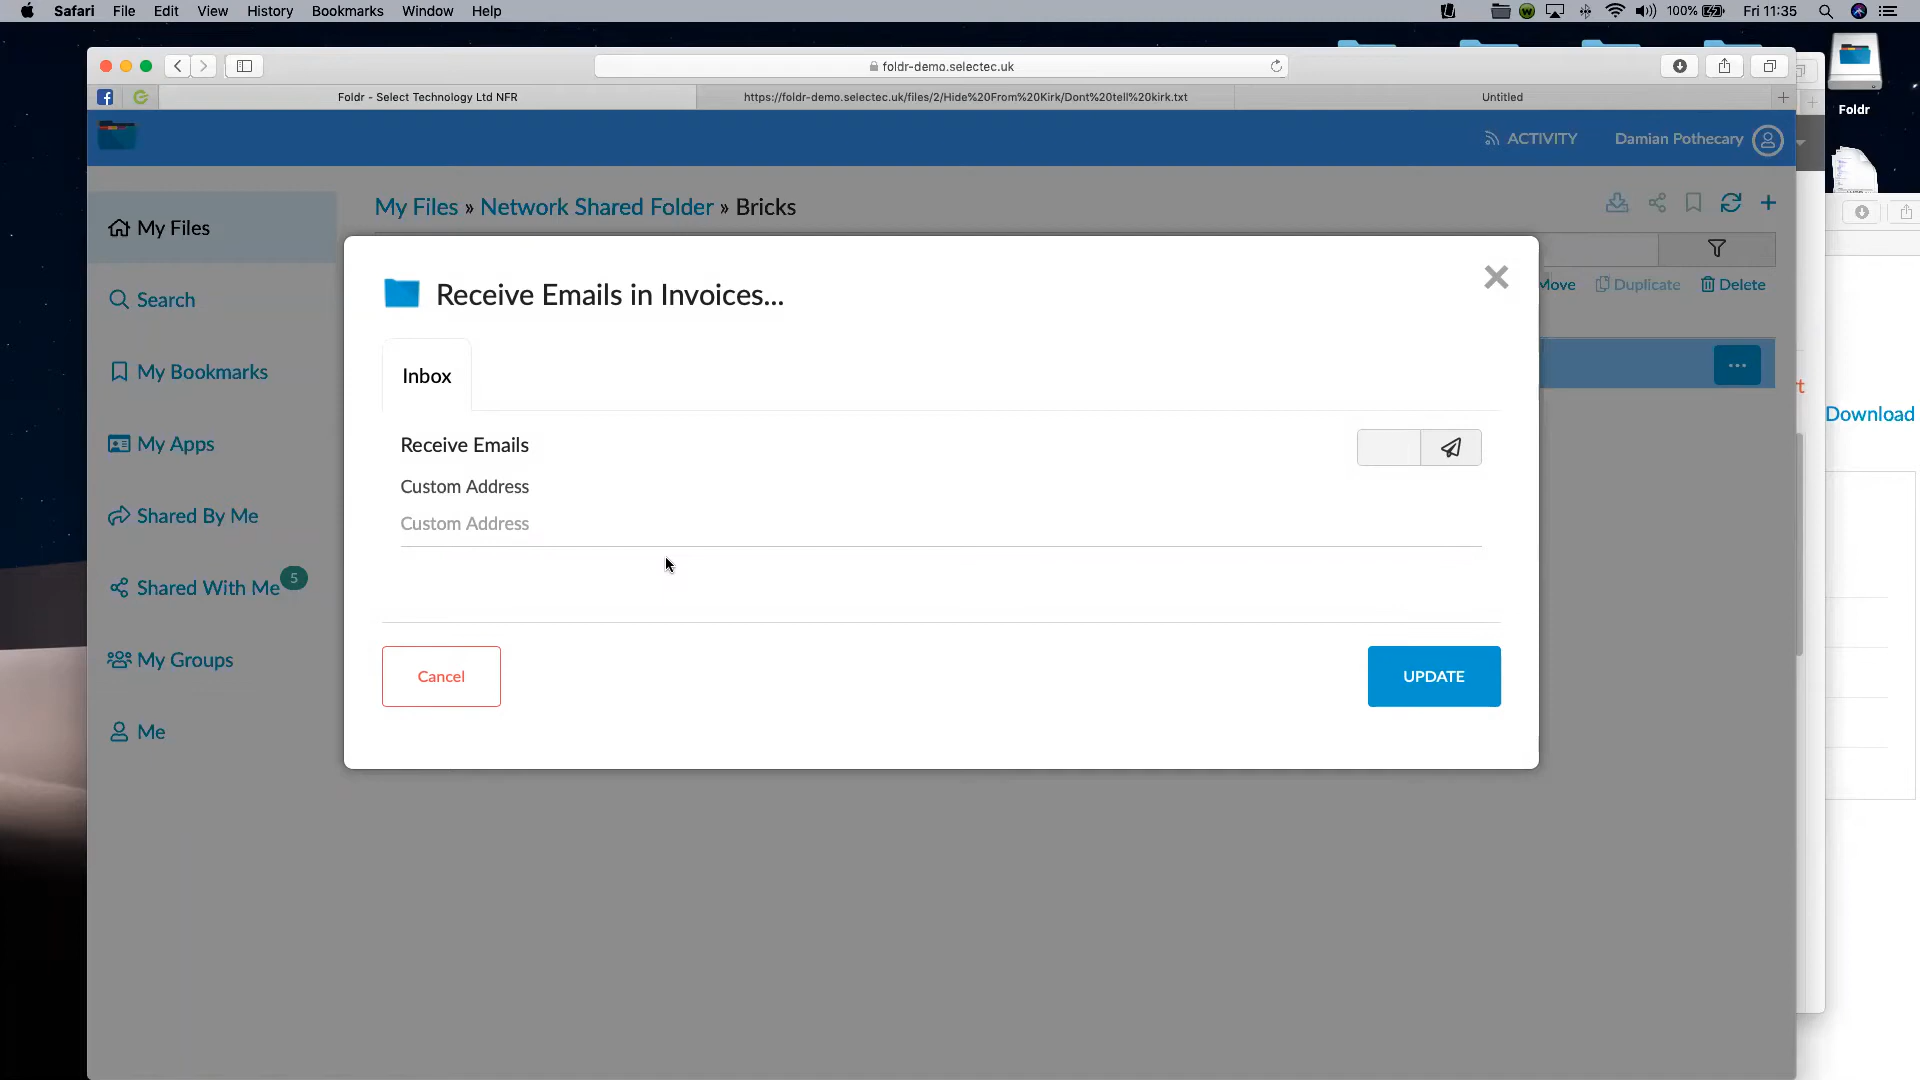 Safari File Edit View History Bookmarks Window Help
100% Fri 11:35
foldr-demo.selectec.uk
Foldr - Select Technology Ltd NFR
https://foldr-demo.selectec.uk/files/2/Hide%20From%20Kirk/Dont%20tell%20kirk.txt
Untitled
Foldr
ACTIVITY
Damian Pothecary
My Files » Network Shared Folder » Bricks
My Files
Search
My Bookmarks
My Apps
Shared By Me
Shared With Me 5
My Groups
Me
Move Duplicate Delete
Receive Emails in Invoices...
Inbox
Receive Emails
Custom Address
Custom Address
Cancel
UPDATE
Download